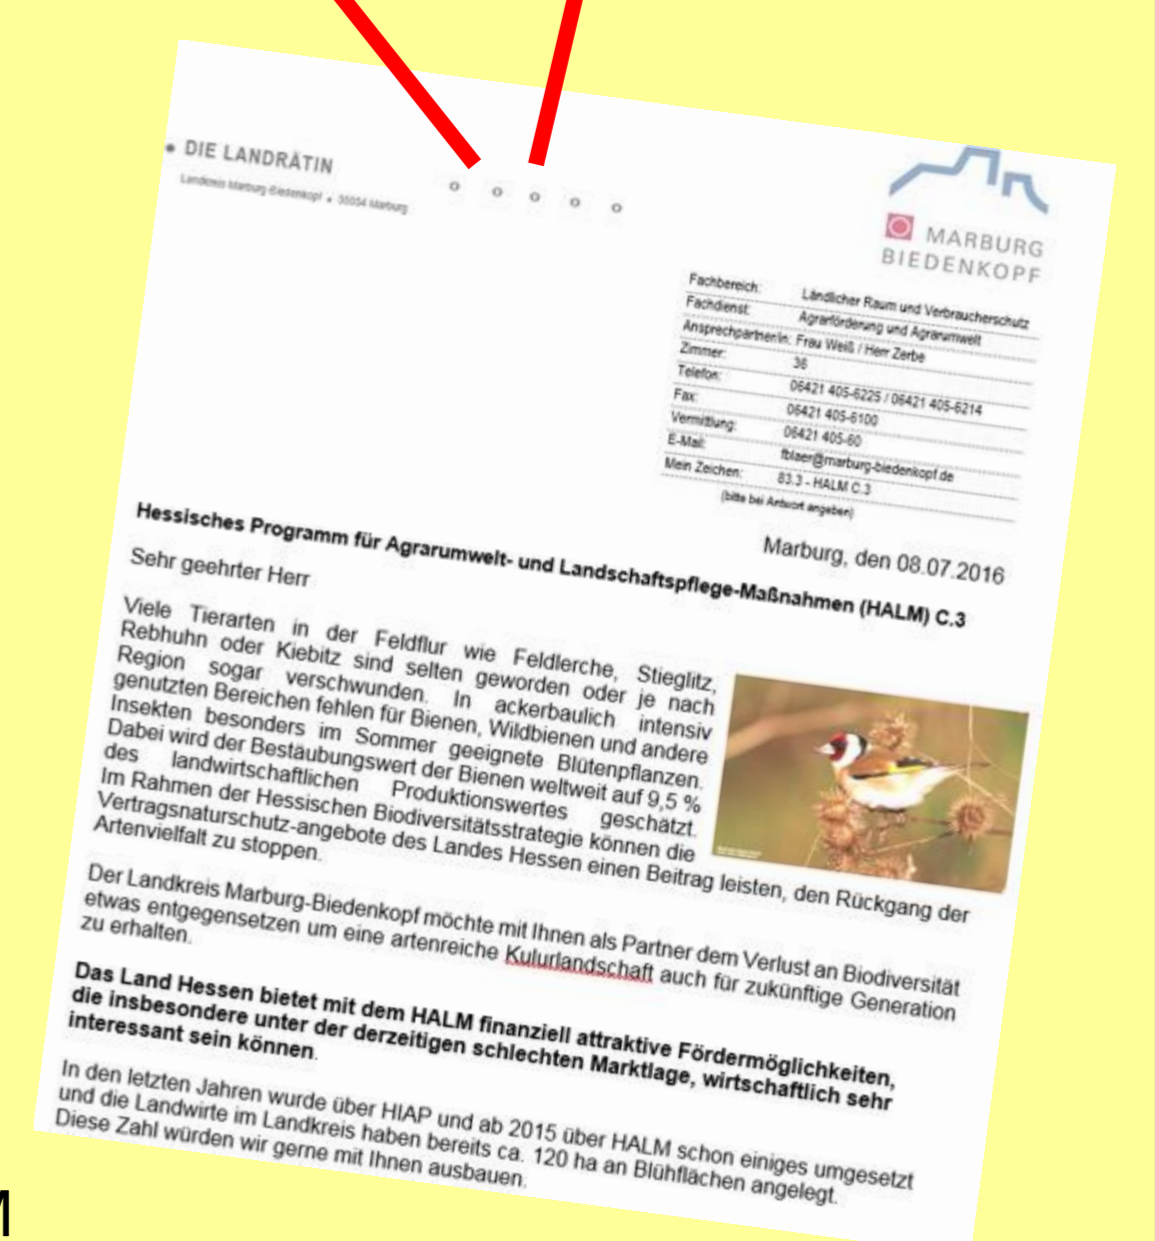 DIE LANDRÄTIN
Landkreis Marburg-Biedenkopf • 35034 Marburg
MARBURG
BIEDENKOPF
Fachbereich: Ländlicher Raum und Verbraucherschutz
Fachdienst: Agrarförderung und Agrarumwelt
Ansprechpartner/in: Frau Weiß / Herr Zerbe
Zimmer: 36
Telefon: 06421 405-6225 / 06421 405-6214
Fax: 06421 405-6100
Vermittlung: 06421 405-60
E-Mail: fblaer@marburg-biedenkopf.de
Mein Zeichen: 83.3 - HALM C.3
(bitte bei Antwort angeben)
Marburg, den 08.07.2016
Hessisches Programm für Agrarumwelt- und Landschaftspflege-Maßnahmen (HALM) C.3
Sehr geehrter Herr
Viele Tierarten in der Feldflur wie Feldlerche, Stieglitz,
Rebhuhn oder Kiebitz sind selten geworden oder je nach
Region sogar verschwunden. In ackerbaulich intensiv
genutzten Bereichen fehlen für Bienen, Wildbienen und andere
Insekten besonders im Sommer geeignete Blütenpflanzen.
Dabei wird der Bestäubungswert der Bienen weltweit auf 9,5 %
des landwirtschaftlichen Produktionswertes geschätzt.
Im Rahmen der Hessischen Biodiversitätsstrategie können die
Vertragsnaturschutz-angebote des Landes Hessen einen Beitrag leisten, den Rückgang der
Artenvielfalt zu stoppen.
Der Landkreis Marburg-Biedenkopf möchte mit Ihnen als Partner dem Verlust an Biodiversität
etwas entgegensetzen um eine artenreiche Kulurlandschaft auch für zukünftige Generation
zu erhalten.
Das Land Hessen bietet mit dem HALM finanziell attraktive Fördermöglichkeiten,
die insbesondere unter der derzeitigen schlechten Marktlage, wirtschaftlich sehr
interessant sein können.
In den letzten Jahren wurde über HIAP und ab 2015 über HALM schon einiges umgesetzt
und die Landwirte im Landkreis haben bereits ca. 120 ha an Blühflächen angelegt.
Diese Zahl würden wir gerne mit Ihnen ausbauen.
M